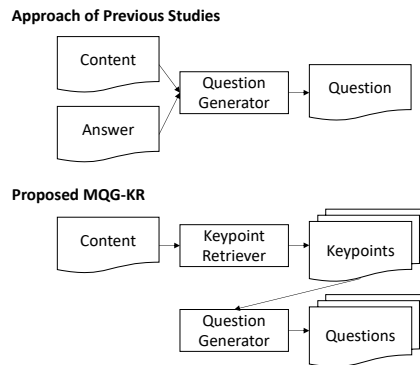 Approach of Previous Studies
Content
Answer
Question
Generator
Question
Proposed MQG-KR
Content
Keypoint
Retriever
Keypoints
Question
Generator
Questions